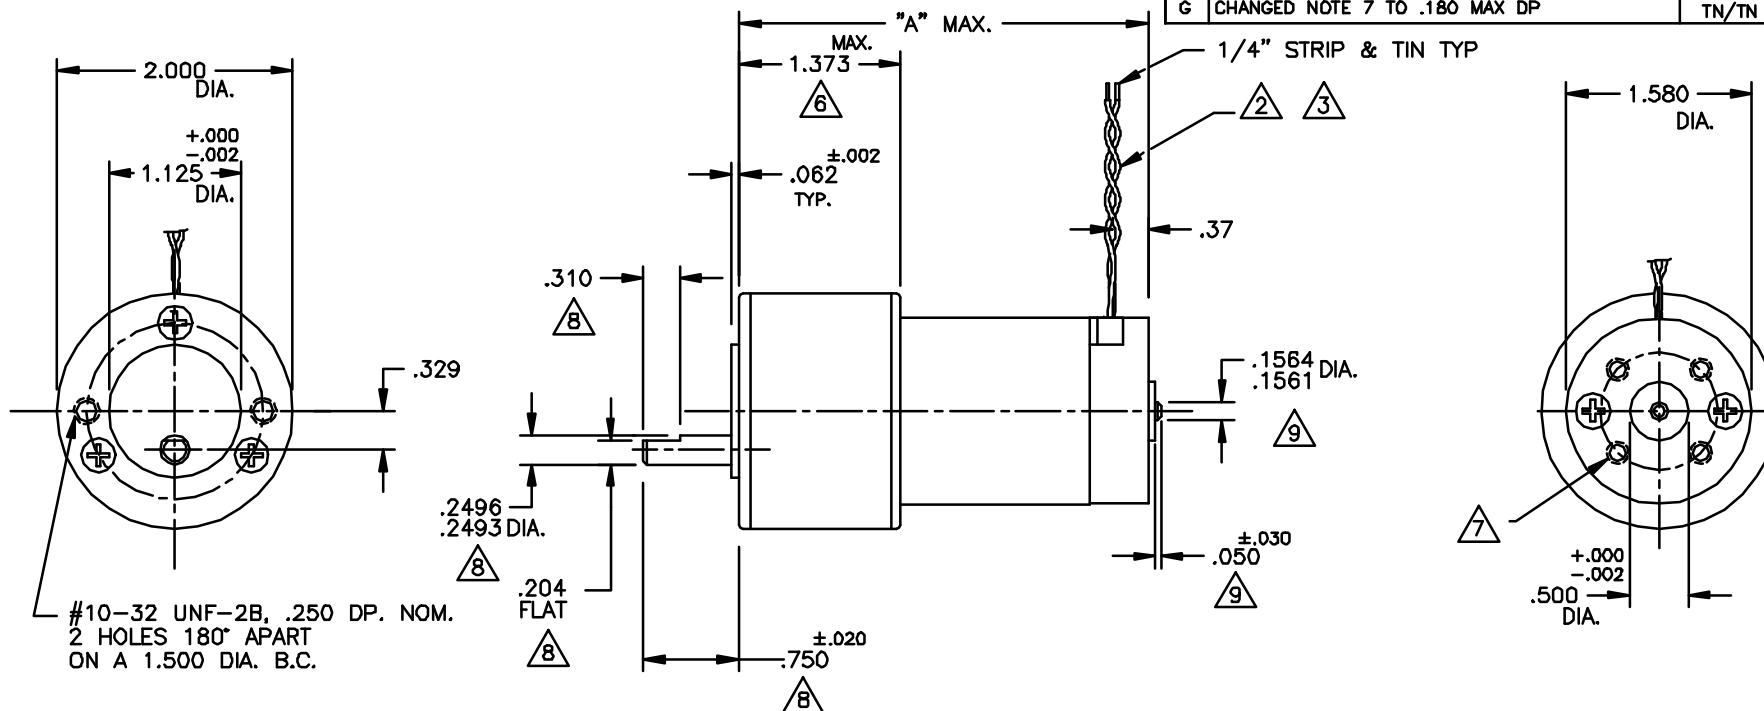 G CHANGED NOTE 7 TO .180 MAX DP TN/TN
"A" MAX.
MAX.
1.373
6
1/4" STRIP & TIN TYP
2 3
2.000
DIA.
+.000
-.002
1.125
DIA.
±.002
.062
TYP.
1.580
DIA.
.37
.310
8
.329
.1564
.1561 DIA.
9
.2496
.2493 DIA.
8
.204
FLAT
8
±.030
.050
9
7
+.000
-.002
.500
DIA.
#10-32 UNF-2B, .250 DP. NOM.
2 HOLES 180° APART
ON A 1.500 DIA. B.C.
±.020
.750
8